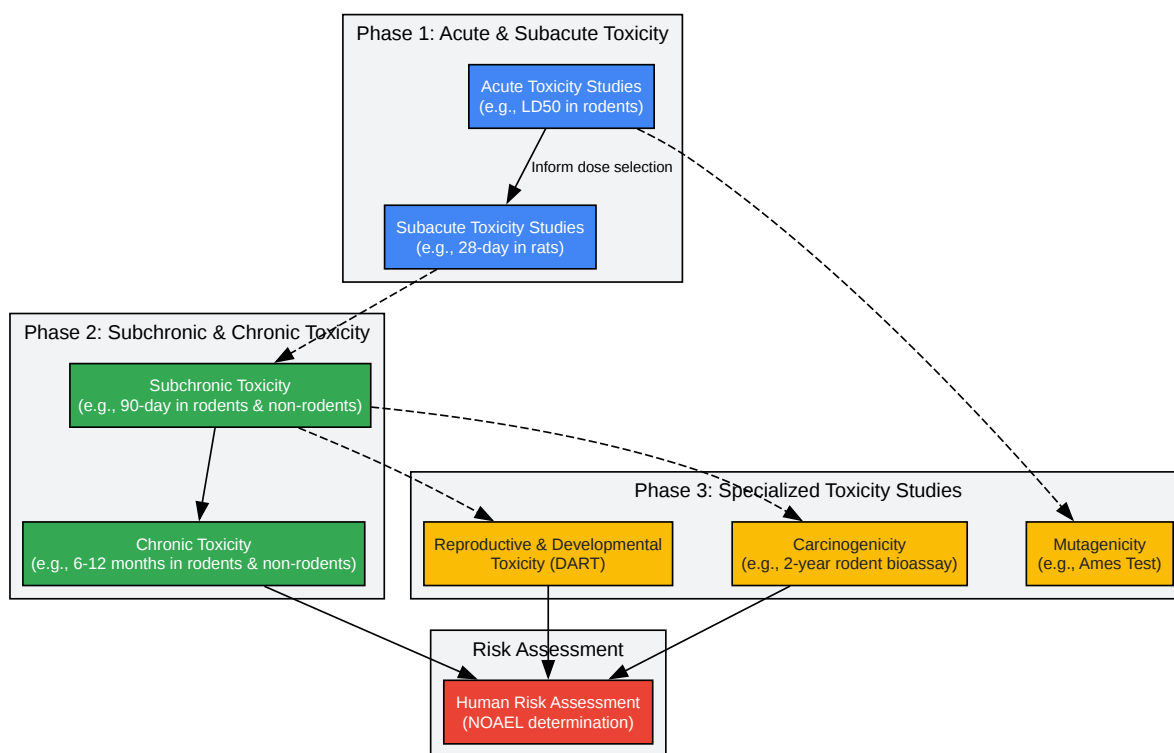 Phase 1: Acute & Subacute Toxicity
Acute Toxicity Studies
(e.g., LD50 in rodents)
Inform dose selection
Subacute Toxicity Studies
(e.g., 28-day in rats)
Phase 2: Subchronic & Chronic Toxicity
Subchronic Toxicity
(e.g., 90-day in rodents & non-rodents)
Chronic Toxicity
(e.g., 6-12 months in rodents & non-rodents)
Phase 3: Specialized Toxicity Studies
Reproductive & Developmental
Toxicity (DART)
Carcinogenicity
(e.g., 2-year rodent bioassay)
Mutagenicity
(e.g., Ames Test)
Risk Assessment
Human Risk Assessment
(NOAEL determination)